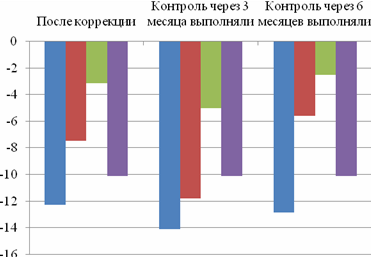 После коррекции
Контроль через 3
месяца выполняли
Контроль через 6
месяцев выполняли
0
-2
-4
-6
-8
-10
-12
-14
-16